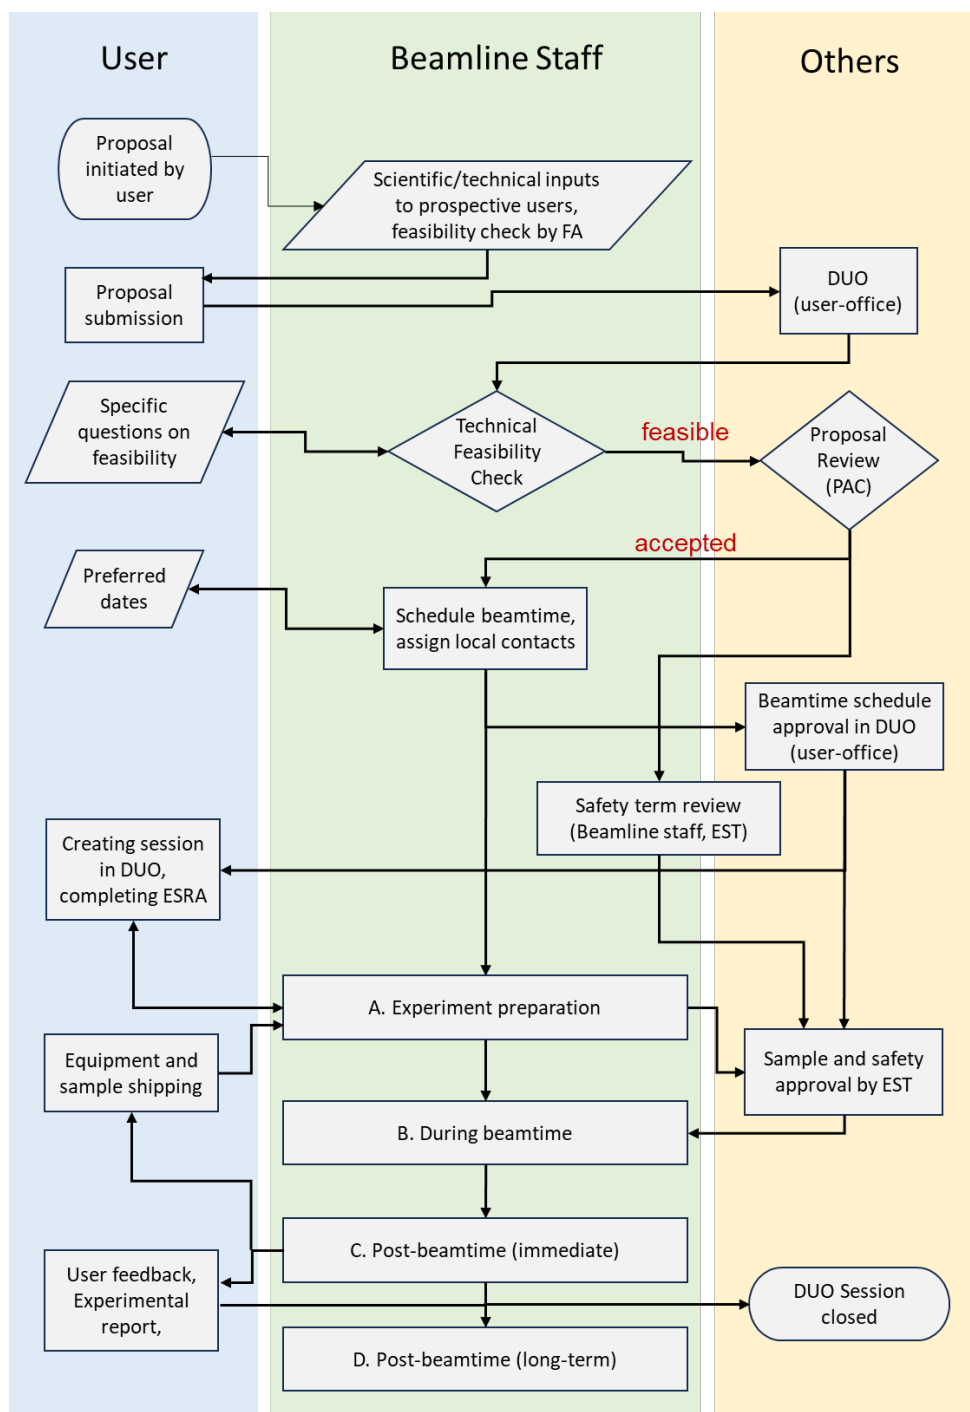 User
Beamline Staff
Others
Proposal
initiated by
user
Scientific/technical inputs
to prospective users,
feasibility check by FA
Proposal
submission
DUO
(user-office)
Specific
questions on
feasibility
Technical
Feasibility
Check
feasible
Proposal
Review
(PAC)
accepted
Preferred
dates
Schedule beamtime,
assign local contacts
Beamtime schedule
approval in DUO
(user-office)
Safety term review
(Beamline staff, EST)
Creating session
in DUO,
completing ESRA
A. Experiment preparation
Equipment and
sample shipping
Sample and safety
approval by EST
B. During beamtime
C. Post-beamtime (immediate)
User feedback,
Experimental
report,
DUO Session
closed
D. Post-beamtime (long-term)